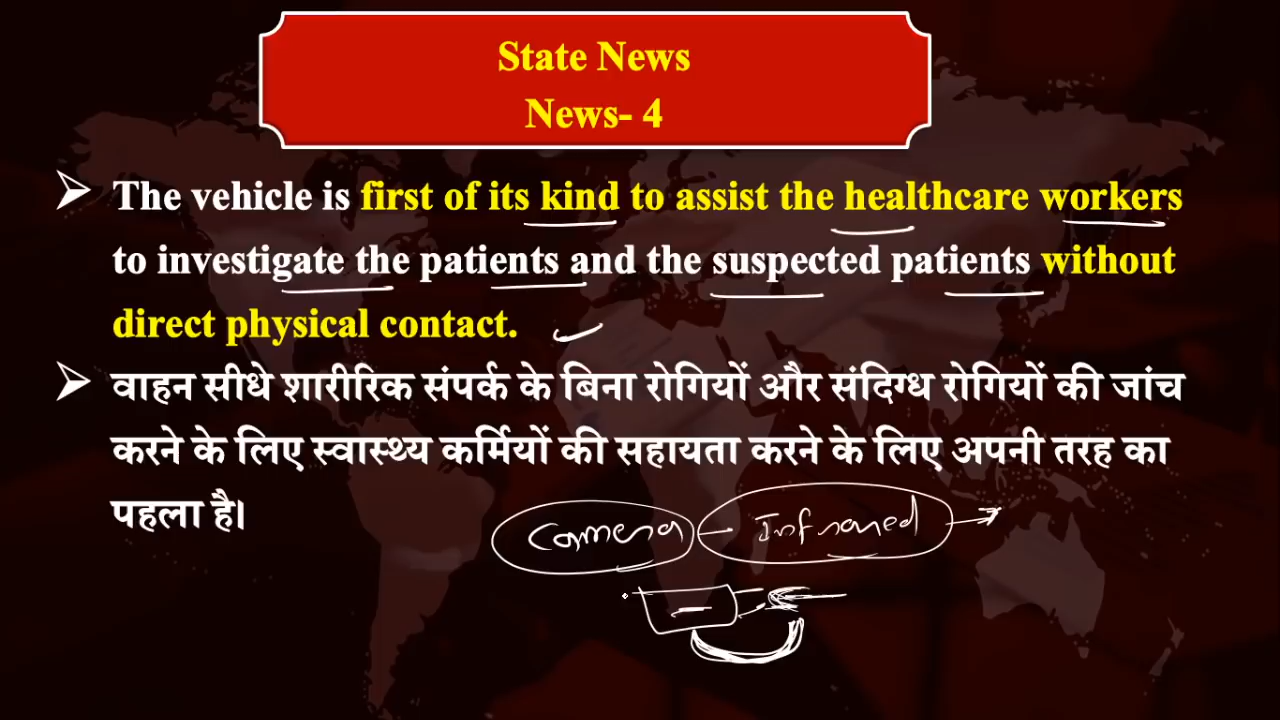 State News
News- 4
➢ The vehicle is first of its kind to assist the healthcare workers
to investigate the patients and the suspected patients without
direct physical contact.
➢ वाहन सीधे शारीरिक संपर्क के बिना रोगियों और संदिग्ध रोगियों की जांच
करने के लिए स्वास्थ्य कर्मियों की सहायता करने के लिए अपनी तरह का
पहला है।
Camera - Infrared